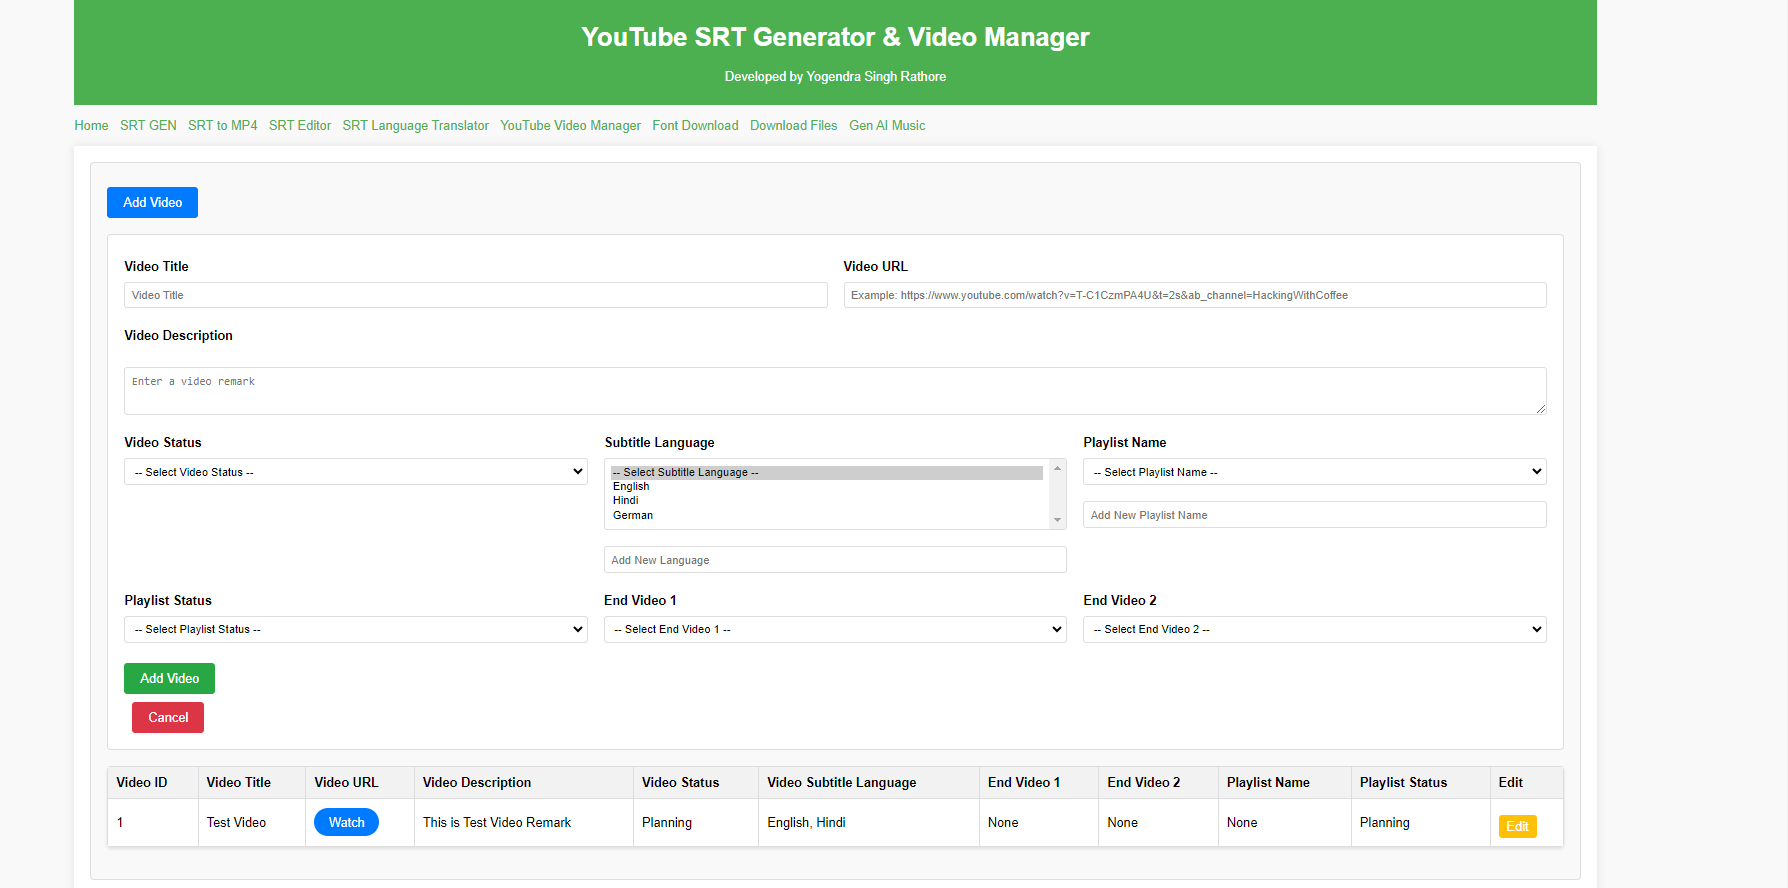 YouTube SRT Generator & Video Manager
Developed by Yogendra Singh Rathore
Home SRT GEN SRT to MP4 SRT Editor SRT Language Translator YouTube Video Manager Font Download Download Files Gen AI Music
Add Video
Video Title Video URL
Video Title Example: https://www.youtube.com/watch?v=T-C1CzmPA4U&t=2s&ab_channel=HackingWithCoffee
Video Description
Enter a video remark
Video Status Subtitle Language Playlist Name
-- Select Video Status -- -- Select Subtitle Language -- -- Select Playlist Name --
English
Hindi
German
Add New Playlist Name
Add New Language
Playlist Status End Video 1 End Video 2
-- Select Playlist Status -- -- Select End Video 1 -- -- Select End Video 2 --
Add Video
Cancel
Video ID Video Title Video URL Video Description Video Status Video Subtitle Language End Video 1 End Video 2 Playlist Name Playlist Status Edit
1 Test Video Watch This is Test Video Remark Planning English, Hindi None None None Planning Edit